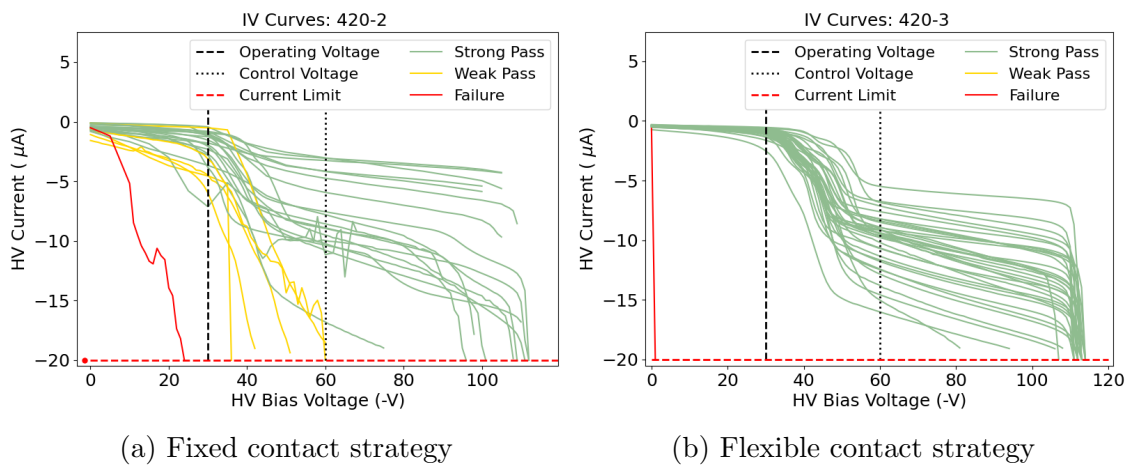 IV Curves: 420-2
Operating Voltage
Control Voltage
Current Limit
Strong Pass
Weak Pass
Failure
5
0
−5
−10
−15
−20
HV Current ( μA)
0
20
40
60
80
100
HV Bias Voltage (-V)
(a) Fixed contact strategy
IV Curves: 420-3
Operating Voltage
Control Voltage
Current Limit
Strong Pass
Weak Pass
Failure
5
0
−5
−10
−15
−20
HV Current ( μA)
0
20
40
60
80
100
120
HV Bias Voltage (-V)
(b) Flexible contact strategy